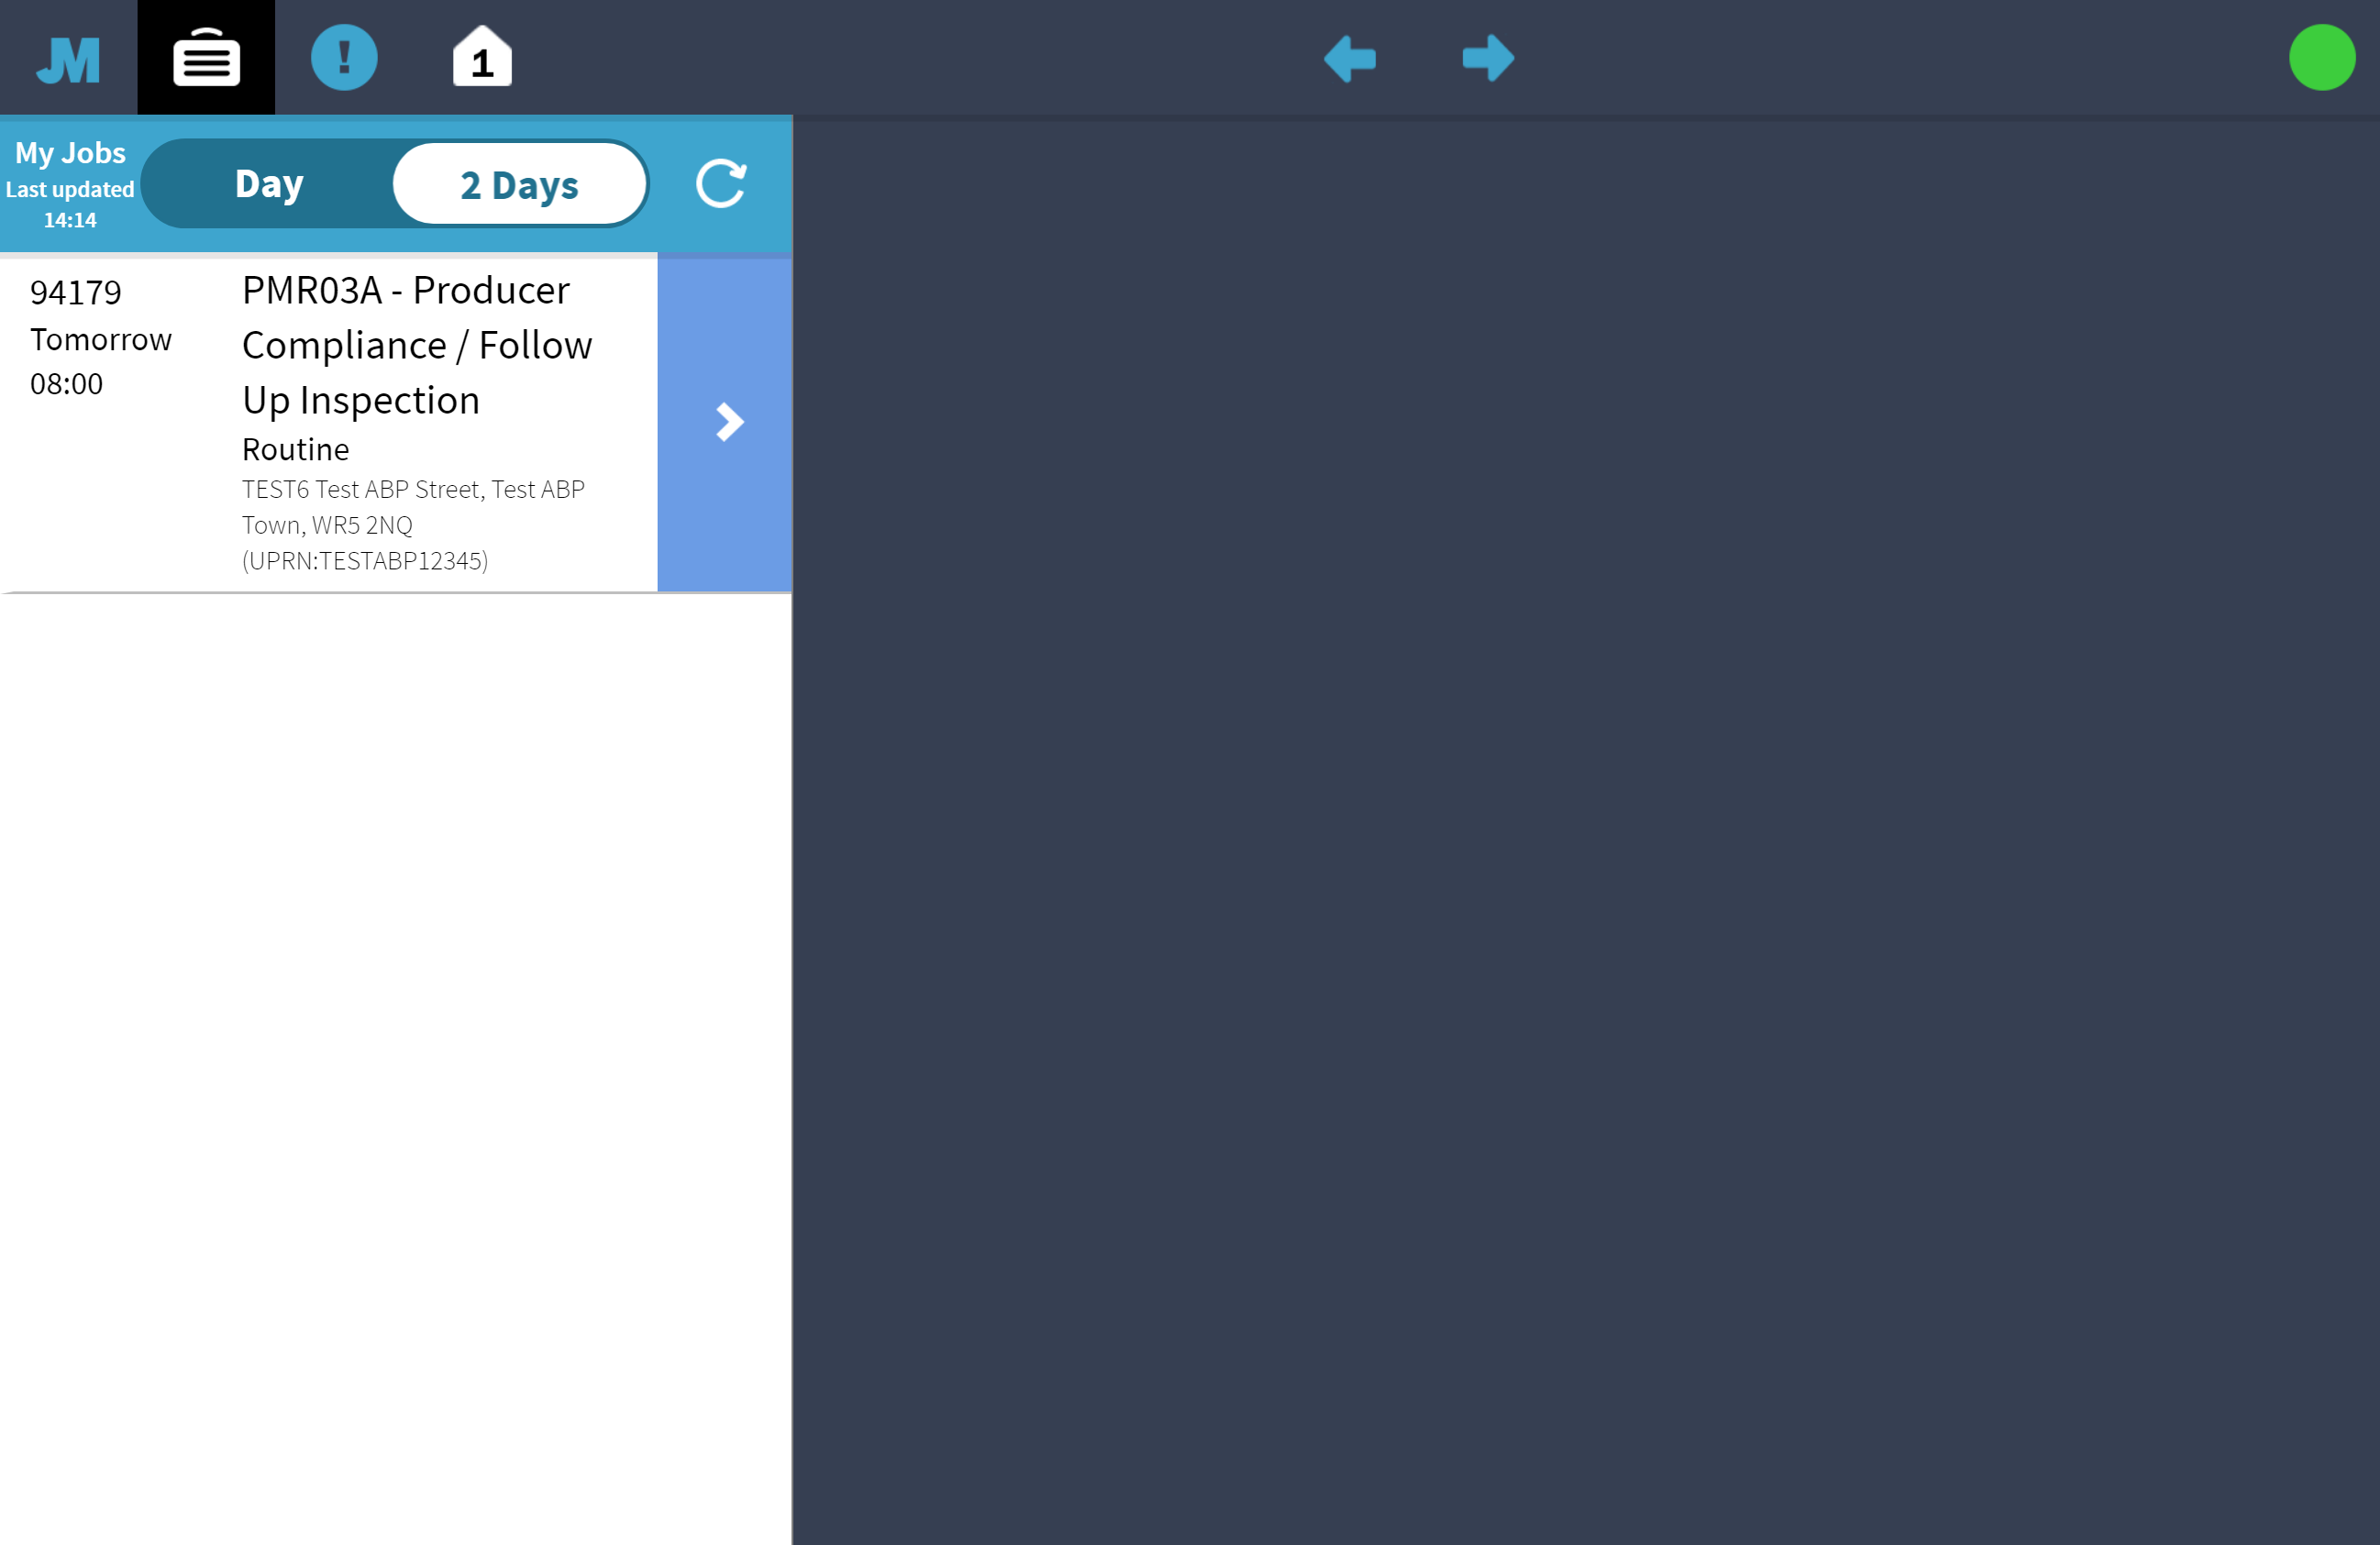 JM
!
1
My Jobs
Last updated
14:14
Day
2 Days
94179
Tomorrow
08:00
PMR03A - Producer
Compliance / Follow
Up Inspection
Routine
TEST6 Test ABP Street, Test ABP
Town, WR5 2NQ
(UPRN:TESTABP12345)